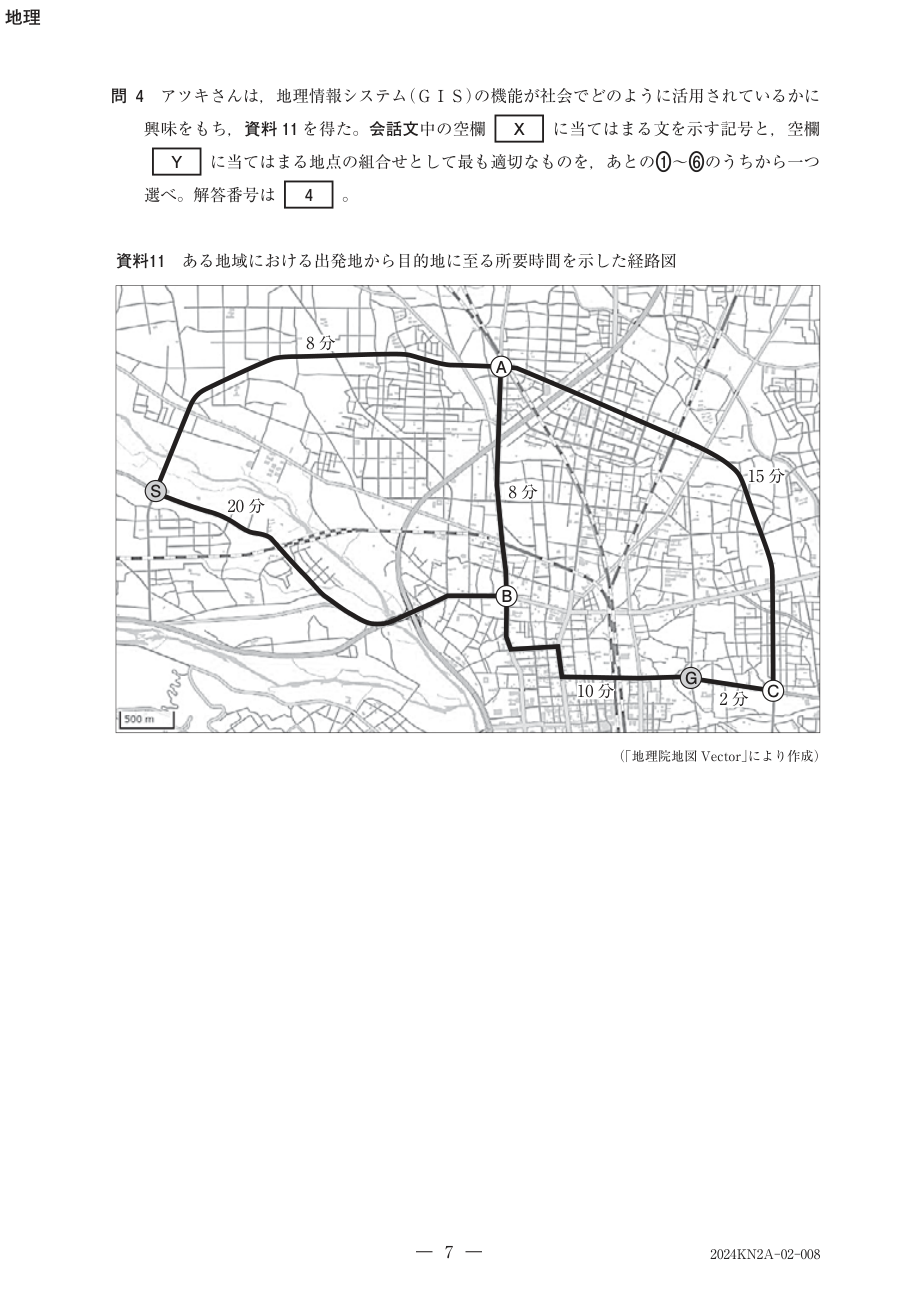 地理
問 4 アツキさんは，地理情報システム(ＧＩＳ)の機能が社会でどのように活用されているかに
興味をもち，資料 11 を得た。会話文中の空欄 X に当てはまる文を示す記号と，空欄
Y に当てはまる地点の組合せとして最も適切なものを，あとの①～⑥のうちから一つ
選べ。解答番号は 4 。
資料11 ある地域における出発地から目的地に至る所要時間を示した経路図
8 分
A
S
20 分
8 分
15 分
B
G
10 分
2 分
C
500 m
(「地理院地図 Vector」により作成)
― 7 ―
2024KN2A-02-008